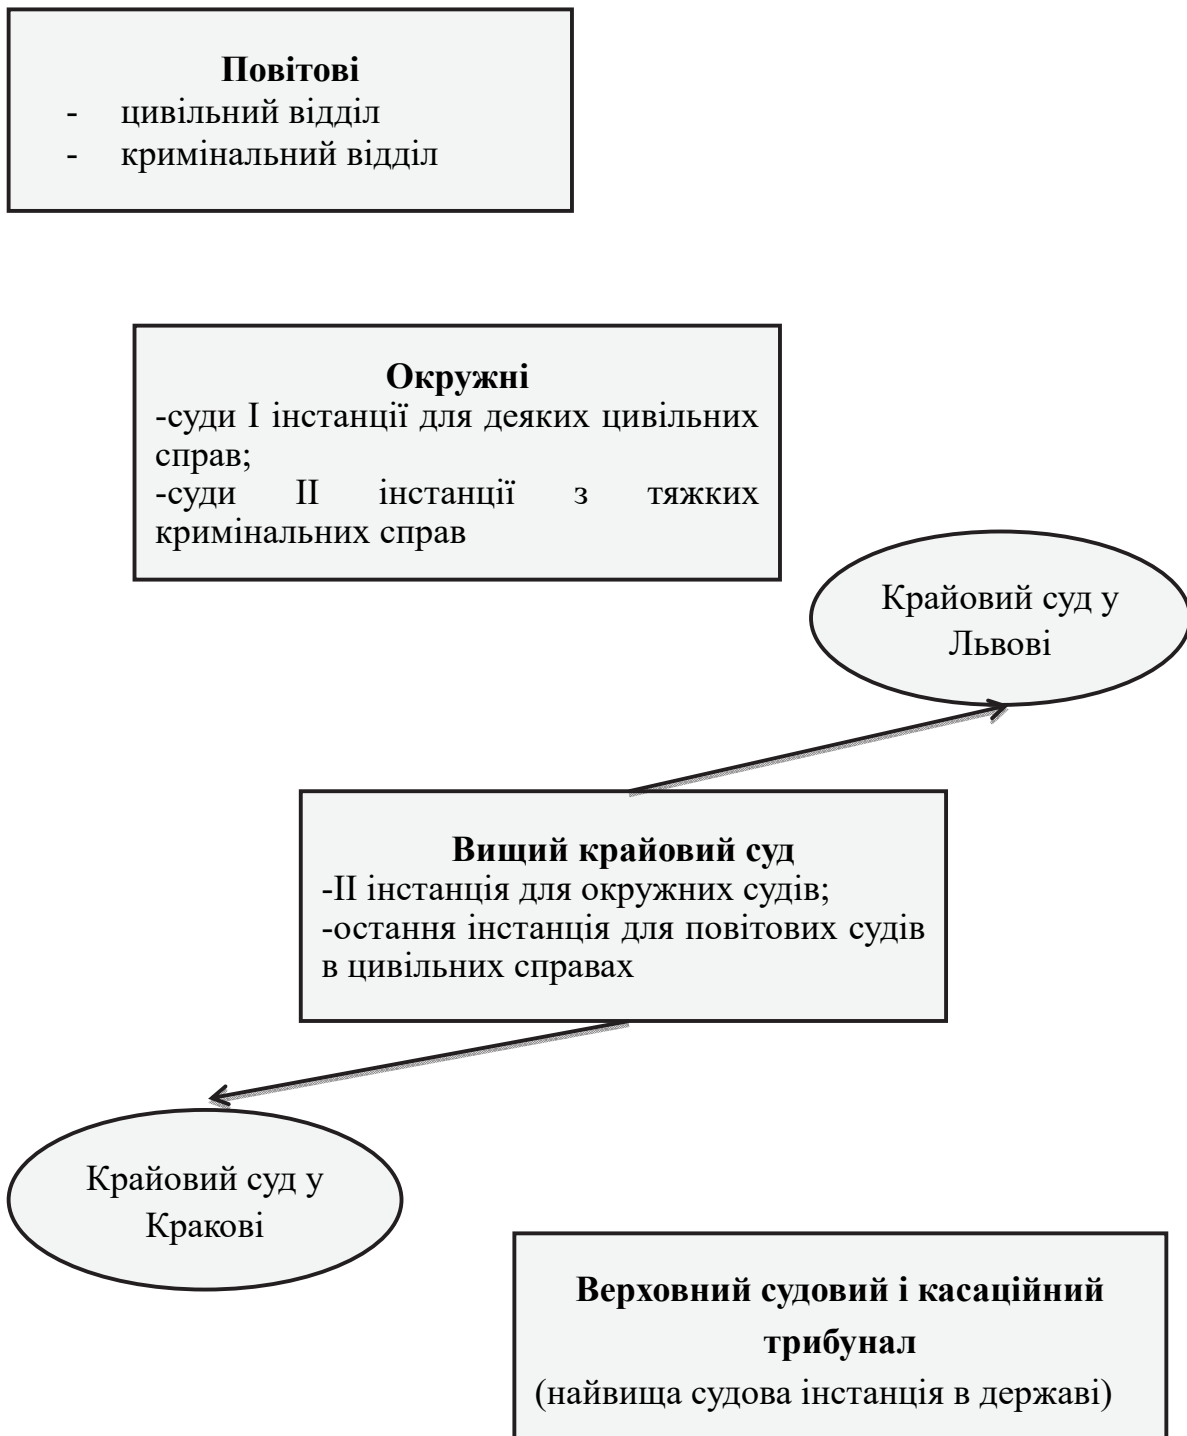 Повітові
- цивільний відділ
- кримінальний відділ
Окружні
-суди І інстанції для деяких цивільних
справ;
-суди ІІ інстанції з тяжких
кримінальних справ
Крайовий суд у
Львові
Вищий крайовий суд
-ІІ інстанція для окружних судів;
-остання інстанція для повітових судів
в цивільних справах
Крайовий суд у
Кракові
Верховний судовий і касаційний
трибунал
(найвища судова інстанція в державі)